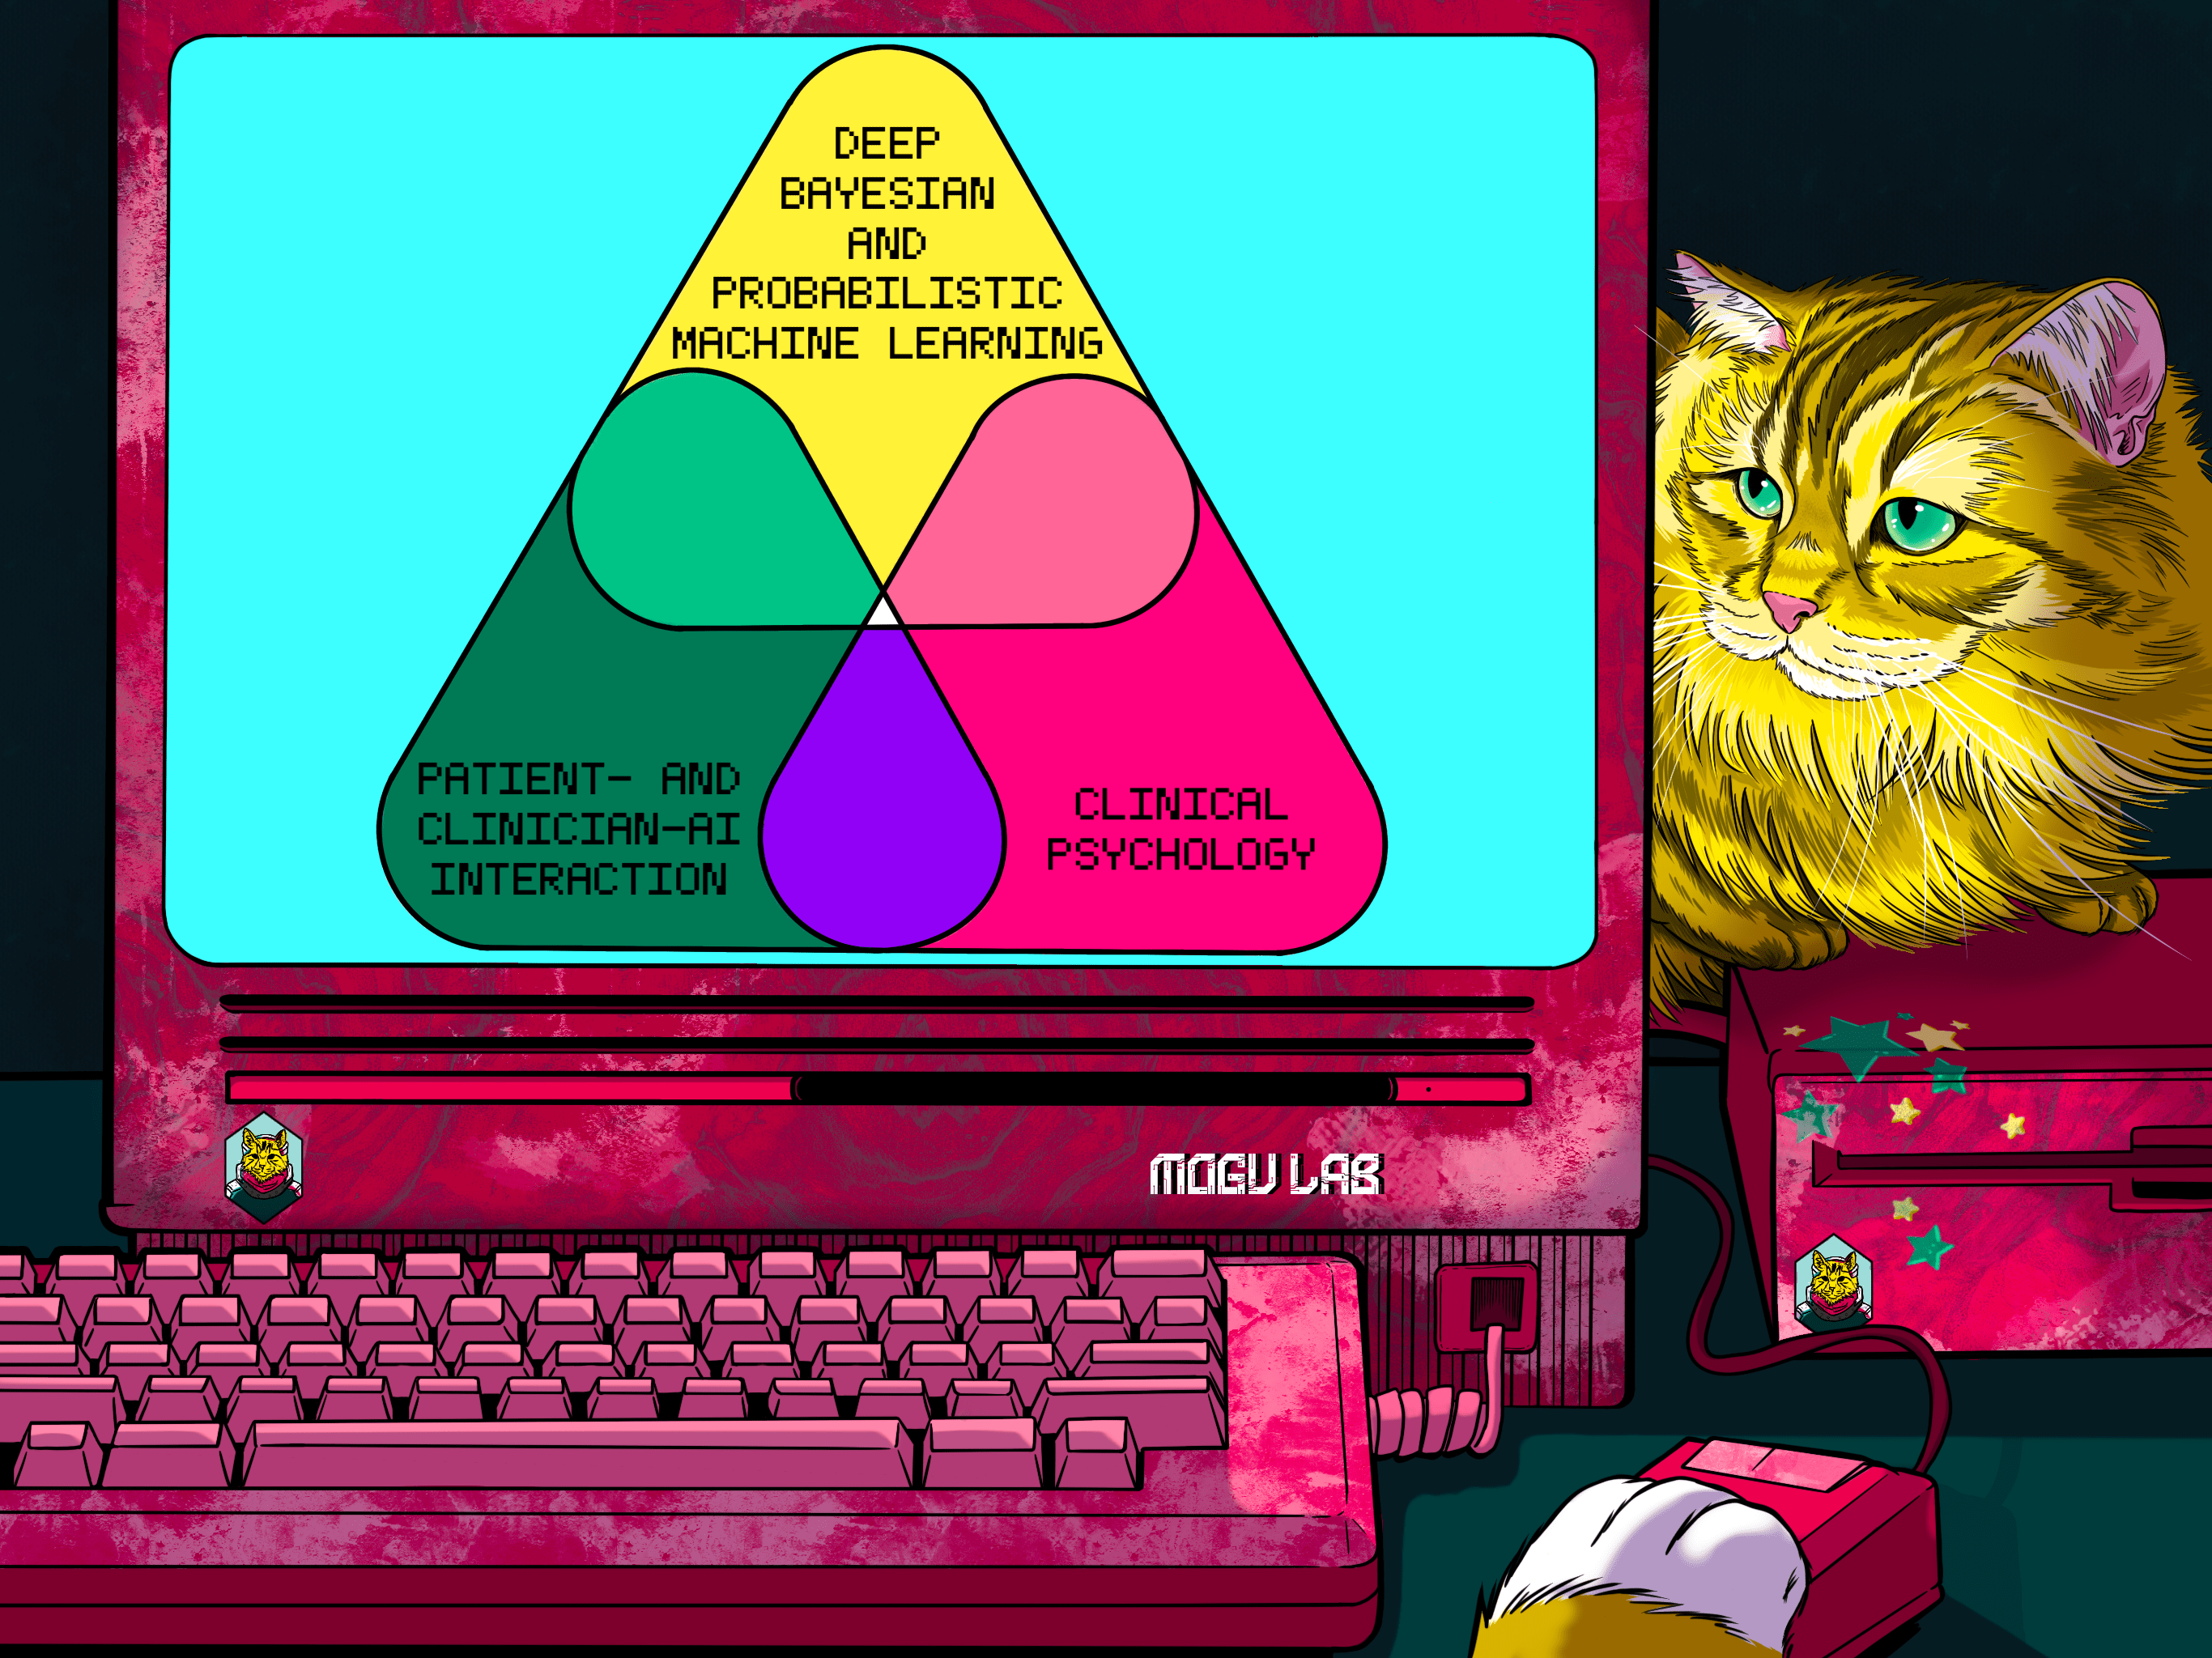 DEEP
BAYESIAN
AND
PROBABILISTIC
MACHINE LEARNING
PATIENT- AND
CLINICIAN-AI
INTERACTION
CLINICAL
PSYCHOLOGY
MOGU LAB